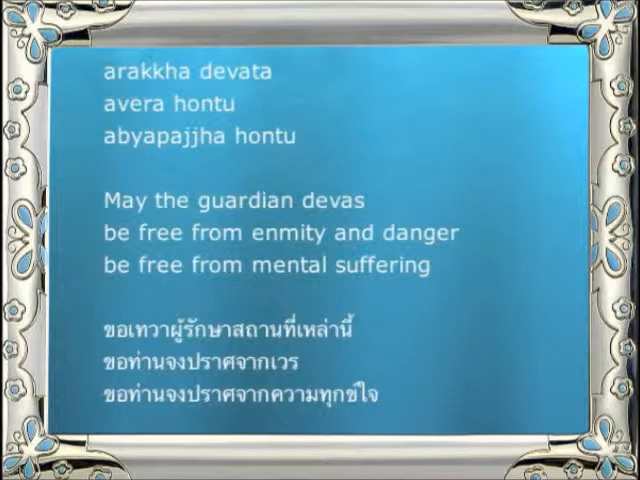 arakkha devata
avera hontu
abyapajjha hontu
May the guardian devas
be free from enmity and danger
be free from mental suffering
ขอเทวาผู้รักษาสถานที่เหล่านี้
ขอท่านจงปราศจากเวร
ขอท่านจงปราศจากความทุกข์ใจ